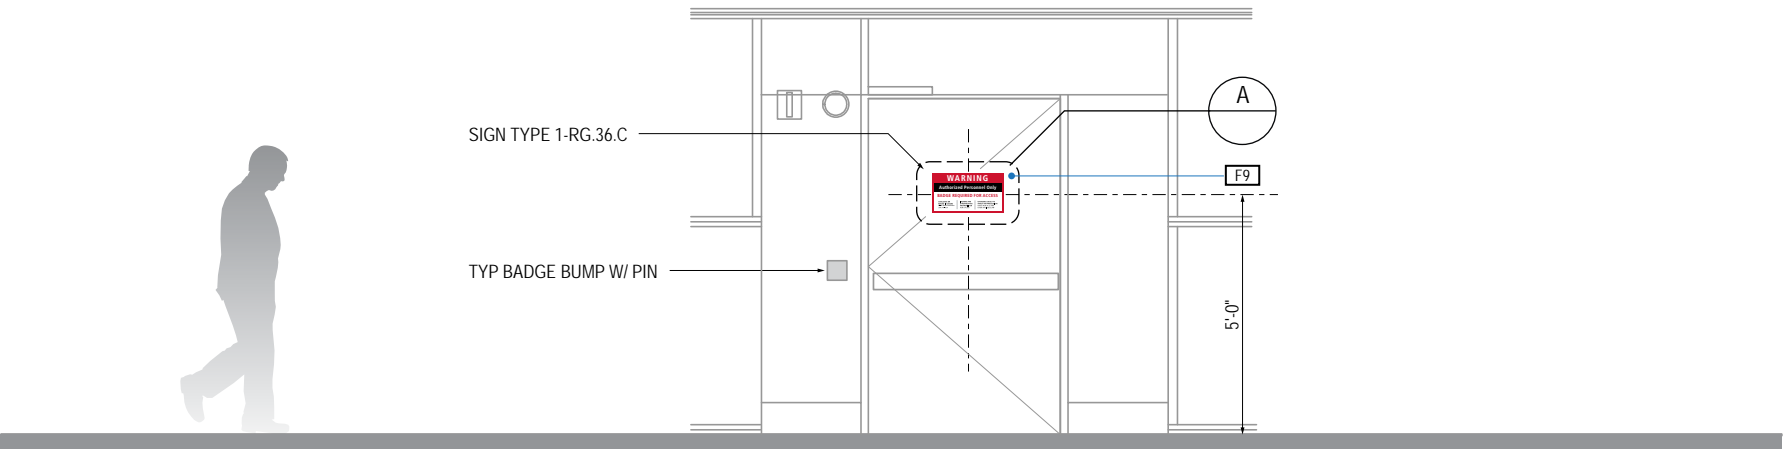 A
SIGN TYPE 1-RG.36.C
WARNING
Authorized Personnel Only
BADGE REQUIRED FOR ACCESS
F9
TYP BADGE BUMP W/ PIN
5'-0"